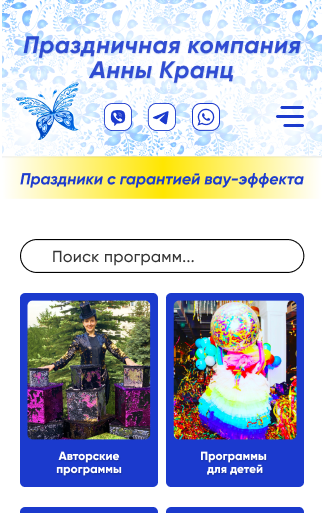 Праздничная компания
Анны Кранц
Праздники с гарантией вау-эффекта
Поиск программ...
Авторские
программы
Программы
для детей